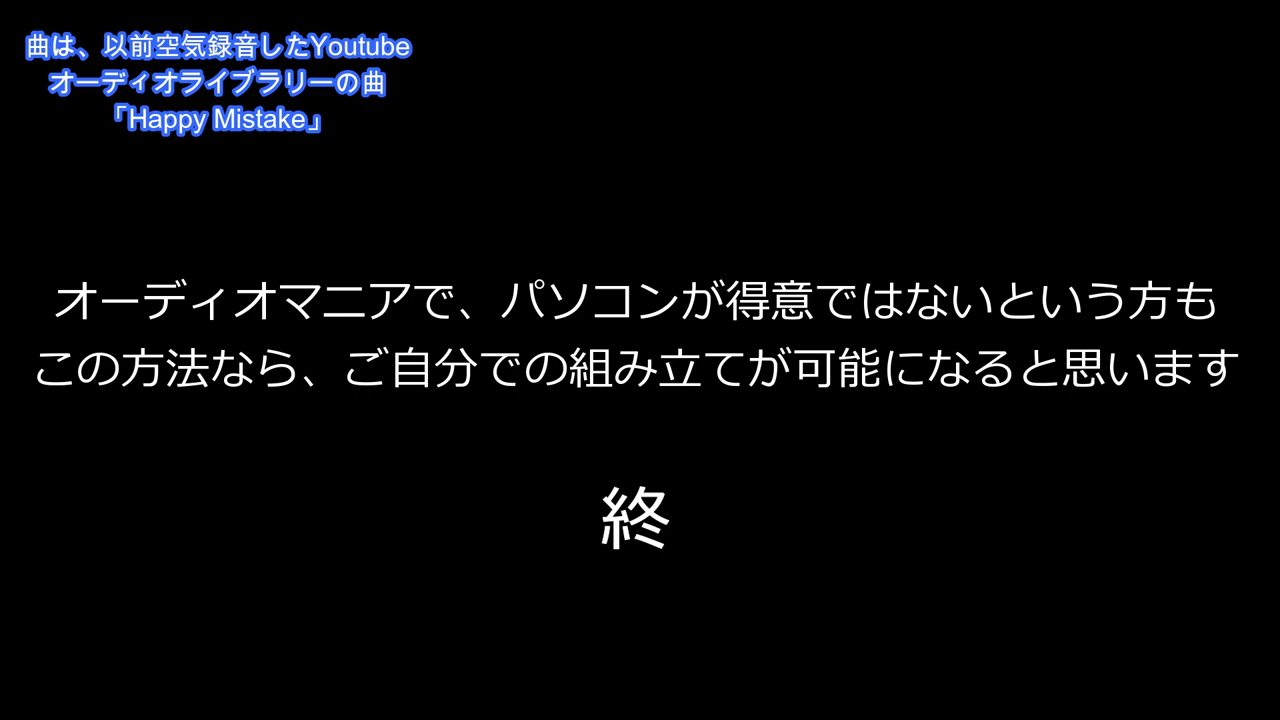 曲は、以前空気録音したYoutube
オーディオライブラリーの曲
「Happy Mistake」
オーディオマニアで、パソコンが得意ではないという方も
この方法なら、ご自分での組み立てが可能になると思います
終